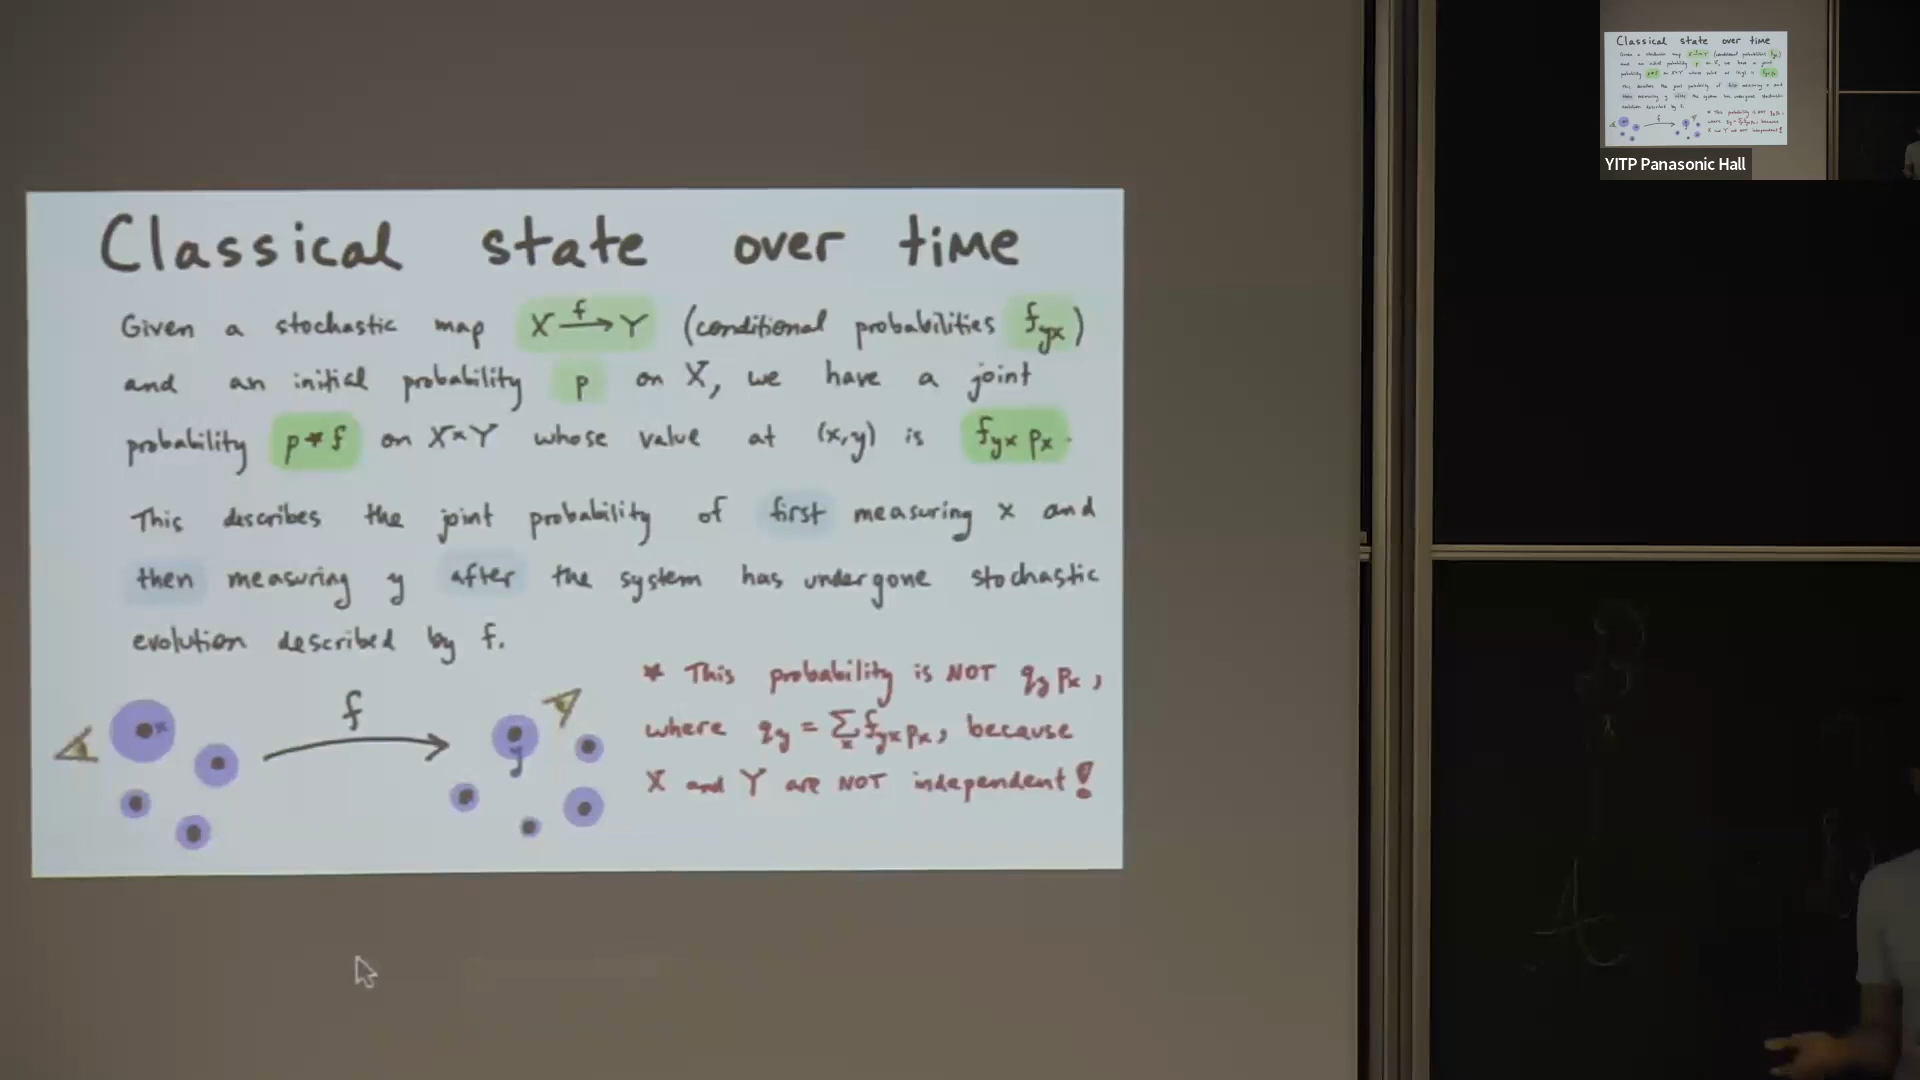 Classical state over time
Given a stochastic map X →f Y (conditional probabilities f_yx)
and an initial probability p on X, we have a joint
probability p ★ f on X×Y whose value at (x,y) is f_yx p_x.
This describes the joint probability of first measuring x and
then measuring y after the system has undergone stochastic
evolution described by f.
* This probability is NOT q_y p_x,
where q_y = Σ_x f_yx p_x, because
X and Y are NOT independent!
f
x
y
YITP Panasonic Hall